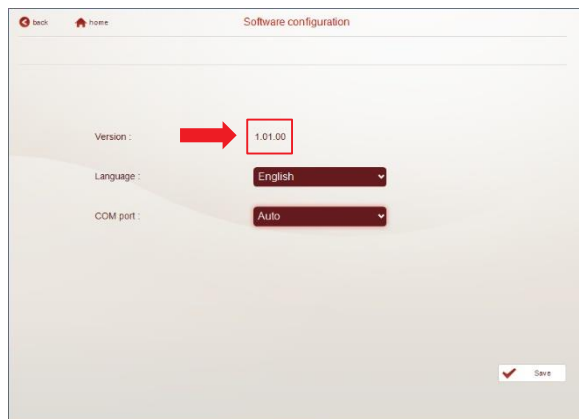 back home Software configuration
Version : 1.01.00
Language : English
COM port : Auto
Save